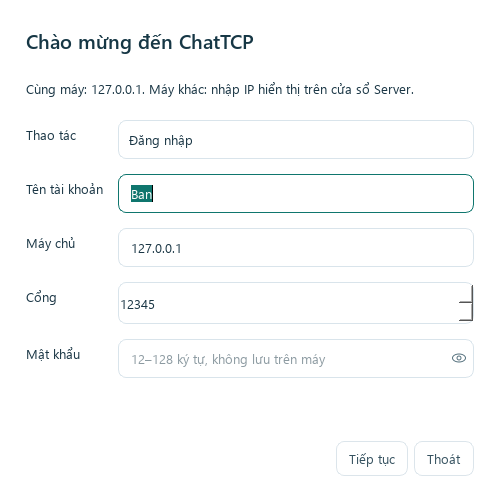 Chào mừng đến ChatTCP
Cùng máy: 127.0.0.1. Máy khác: nhập IP hiển thị trên cửa sổ Server.
Thao tác
Đăng nhập
Tên tài khoản
Ban
Máy chủ
127.0.0.1
Cổng
12345
Mật khẩu
12–128 ký tự, không lưu trên máy
Tiếp tục
Thoát